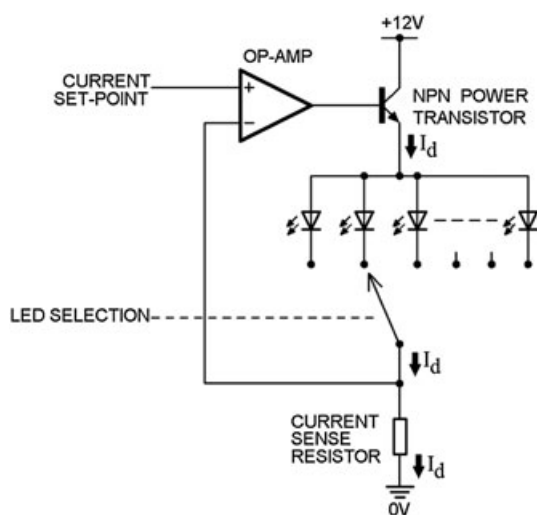 +12V
OP-AMP
CURRENT
SET-POINT
+
−
NPN POWER
TRANSISTOR
Id
LED SELECTION
Id
CURRENT
SENSE
RESISTOR
Id
0V